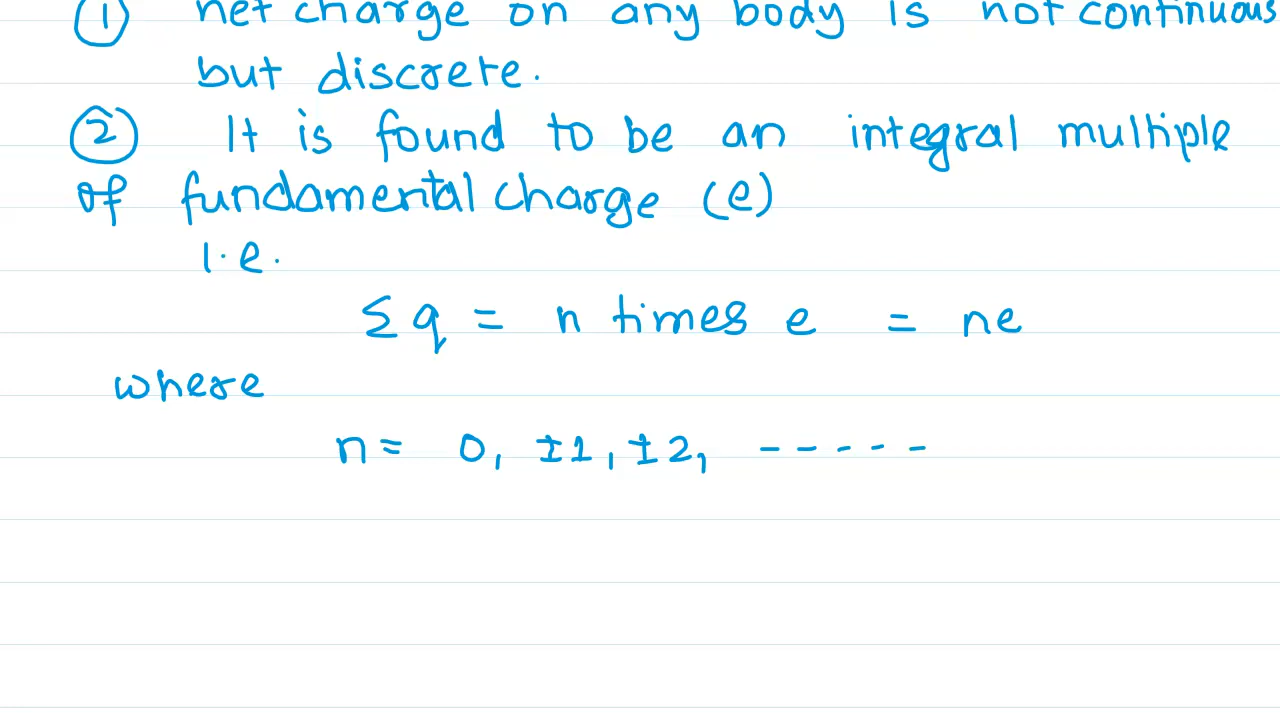 ① net charge on any body is not continuous
but discrete.
② It is found to be an integral multiple
of fundamental charge (e)
i.e.
Σq = n times e = ne
where
n = 0, ±1, ±2, -----